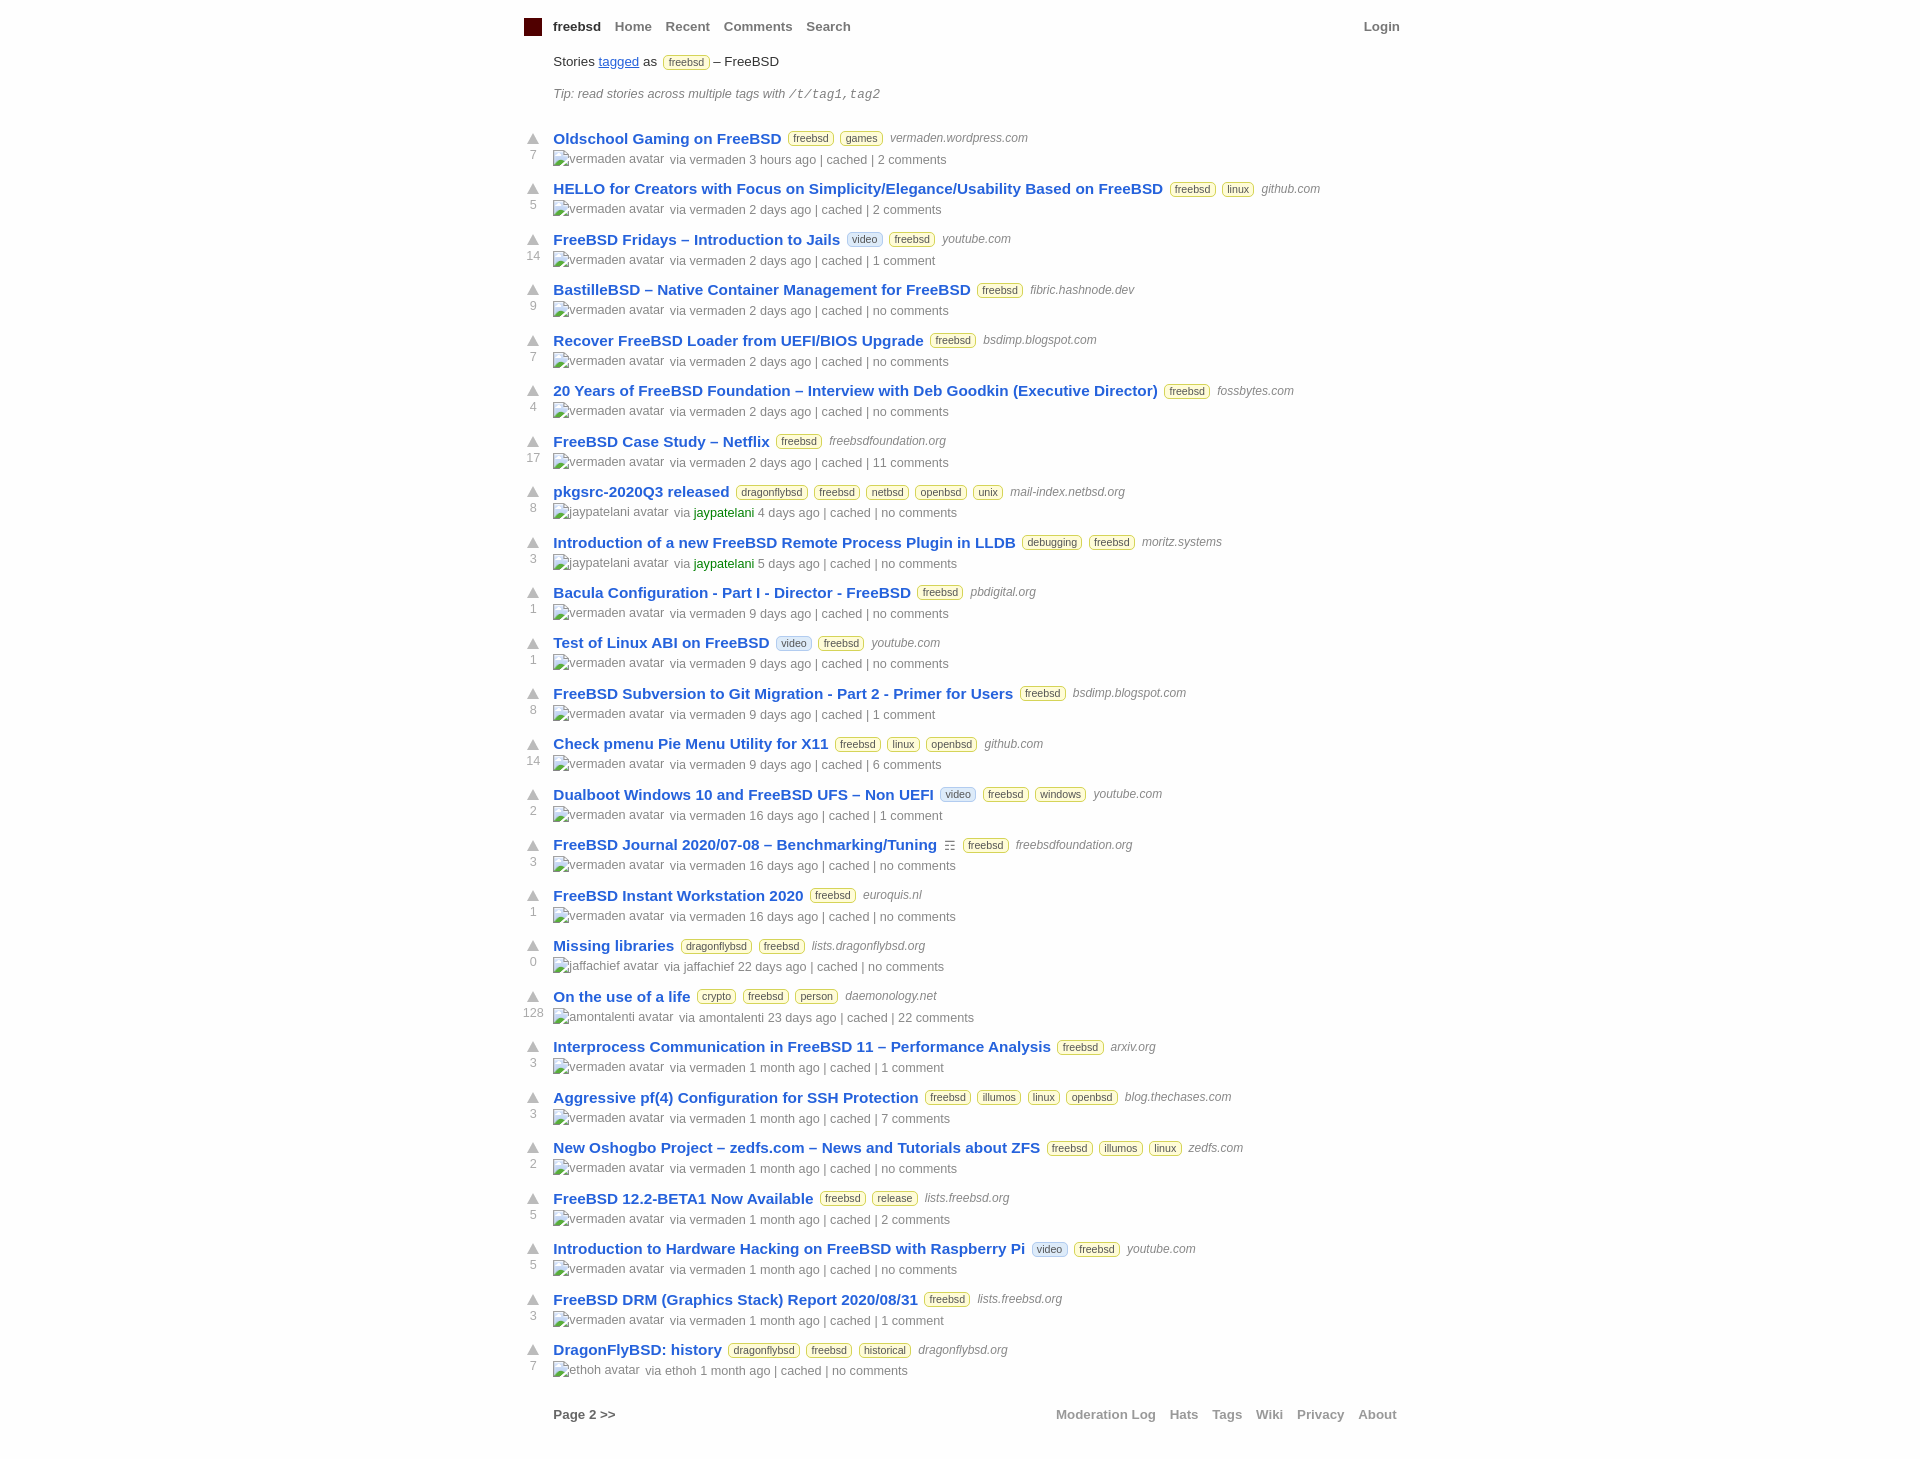 freebsd Home Recent Comments Search Login
Stories tagged as freebsd – FreeBSD
Tip: read stories across multiple tags with /t/tag1,tag2
Oldschool Gaming on FreeBSD freebsd games vermaden.wordpress.com
7 vermaden avatar via vermaden 3 hours ago | cached | 2 comments
HELLO for Creators with Focus on Simplicity/Elegance/Usability Based on FreeBSD freebsd linux github.com
5 vermaden avatar via vermaden 2 days ago | cached | 2 comments
FreeBSD Fridays – Introduction to Jails video freebsd youtube.com
14 vermaden avatar via vermaden 2 days ago | cached | 1 comment
BastilleBSD – Native Container Management for FreeBSD freebsd fibric.hashnode.dev
9 vermaden avatar via vermaden 2 days ago | cached | no comments
Recover FreeBSD Loader from UEFI/BIOS Upgrade freebsd bsdimp.blogspot.com
7 vermaden avatar via vermaden 2 days ago | cached | no comments
20 Years of FreeBSD Foundation – Interview with Deb Goodkin (Executive Director) freebsd fossbytes.com
4 vermaden avatar via vermaden 2 days ago | cached | no comments
FreeBSD Case Study – Netflix freebsd freebsdfoundation.org
17 vermaden avatar via vermaden 2 days ago | cached | 11 comments
pkgsrc-2020Q3 released dragonflybsd freebsd netbsd openbsd unix mail-index.netbsd.org
8 jaypatelani avatar via jaypatelani 4 days ago | cached | no comments
Introduction of a new FreeBSD Remote Process Plugin in LLDB debugging freebsd moritz.systems
3 jaypatelani avatar via jaypatelani 5 days ago | cached | no comments
Bacula Configuration - Part I - Director - FreeBSD freebsd pbdigital.org
1 vermaden avatar via vermaden 9 days ago | cached | no comments
Test of Linux ABI on FreeBSD video freebsd youtube.com
1 vermaden avatar via vermaden 9 days ago | cached | no comments
FreeBSD Subversion to Git Migration - Part 2 - Primer for Users freebsd bsdimp.blogspot.com
8 vermaden avatar via vermaden 9 days ago | cached | 1 comment
Check pmenu Pie Menu Utility for X11 freebsd linux openbsd github.com
14 vermaden avatar via vermaden 9 days ago | cached | 6 comments
Dualboot Windows 10 and FreeBSD UFS – Non UEFI video freebsd windows youtube.com
2 vermaden avatar via vermaden 16 days ago | cached | 1 comment
FreeBSD Journal 2020/07-08 – Benchmarking/Tuning ☶ freebsd freebsdfoundation.org
3 vermaden avatar via vermaden 16 days ago | cached | no comments
FreeBSD Instant Workstation 2020 freebsd euroquis.nl
1 vermaden avatar via vermaden 16 days ago | cached | no comments
Missing libraries dragonflybsd freebsd lists.dragonflybsd.org
0 jaffachief avatar via jaffachief 22 days ago | cached | no comments
On the use of a life crypto freebsd person daemonology.net
128 amontalenti avatar via amontalenti 23 days ago | cached | 22 comments
Interprocess Communication in FreeBSD 11 – Performance Analysis freebsd arxiv.org
3 vermaden avatar via vermaden 1 month ago | cached | 1 comment
Aggressive pf(4) Configuration for SSH Protection freebsd illumos linux openbsd blog.thechases.com
3 vermaden avatar via vermaden 1 month ago | cached | 7 comments
New Oshogbo Project – zedfs.com – News and Tutorials about ZFS freebsd illumos linux zedfs.com
2 vermaden avatar via vermaden 1 month ago | cached | no comments
FreeBSD 12.2-BETA1 Now Available freebsd release lists.freebsd.org
5 vermaden avatar via vermaden 1 month ago | cached | 2 comments
Introduction to Hardware Hacking on FreeBSD with Raspberry Pi video freebsd youtube.com
5 vermaden avatar via vermaden 1 month ago | cached | no comments
FreeBSD DRM (Graphics Stack) Report 2020/08/31 freebsd lists.freebsd.org
3 vermaden avatar via vermaden 1 month ago | cached | 1 comment
DragonFlyBSD: history dragonflybsd freebsd historical dragonflybsd.org
7 ethoh avatar via ethoh 1 month ago | cached | no comments
Page 2 >> Moderation Log Hats Tags Wiki Privacy About